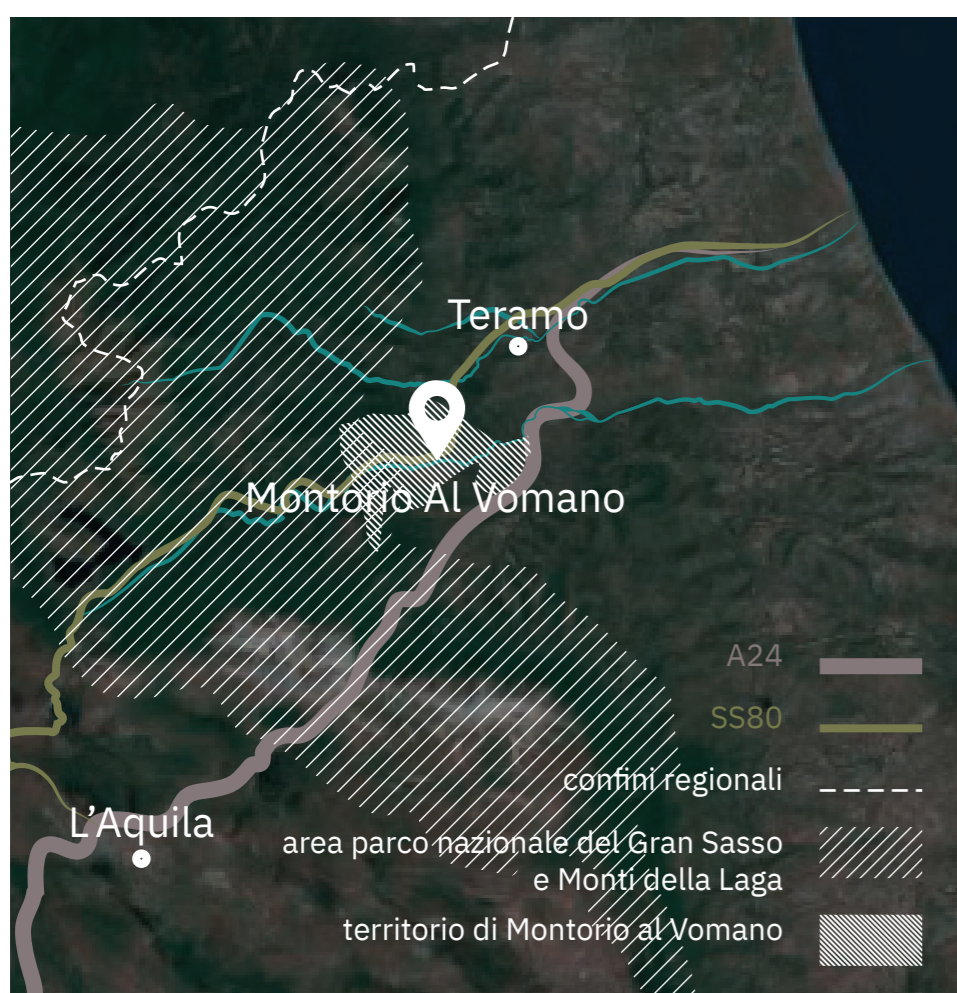 Teramo
Montorio Al Vomano
A24
SS80
confini regionali
L’Aquila
area parco nazionale del Gran Sasso
e Monti della Laga
territorio di Montorio al Vomano